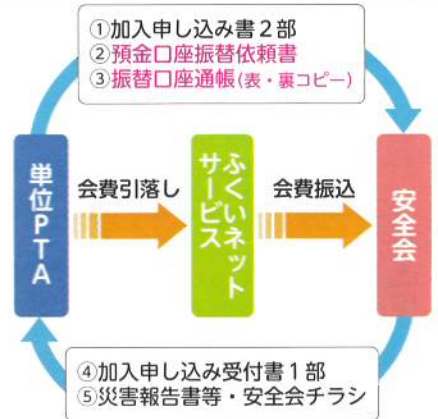 ①加入申し込み書２部
②預金口座振替依頼書
③振替口座通帳(表・裏コピー)
単位PTA
会費引落し
ふくいネット
サービス
会費振込
安全会
④加入申し込み受付書１部
⑤災害報告書等・安全会チラシ